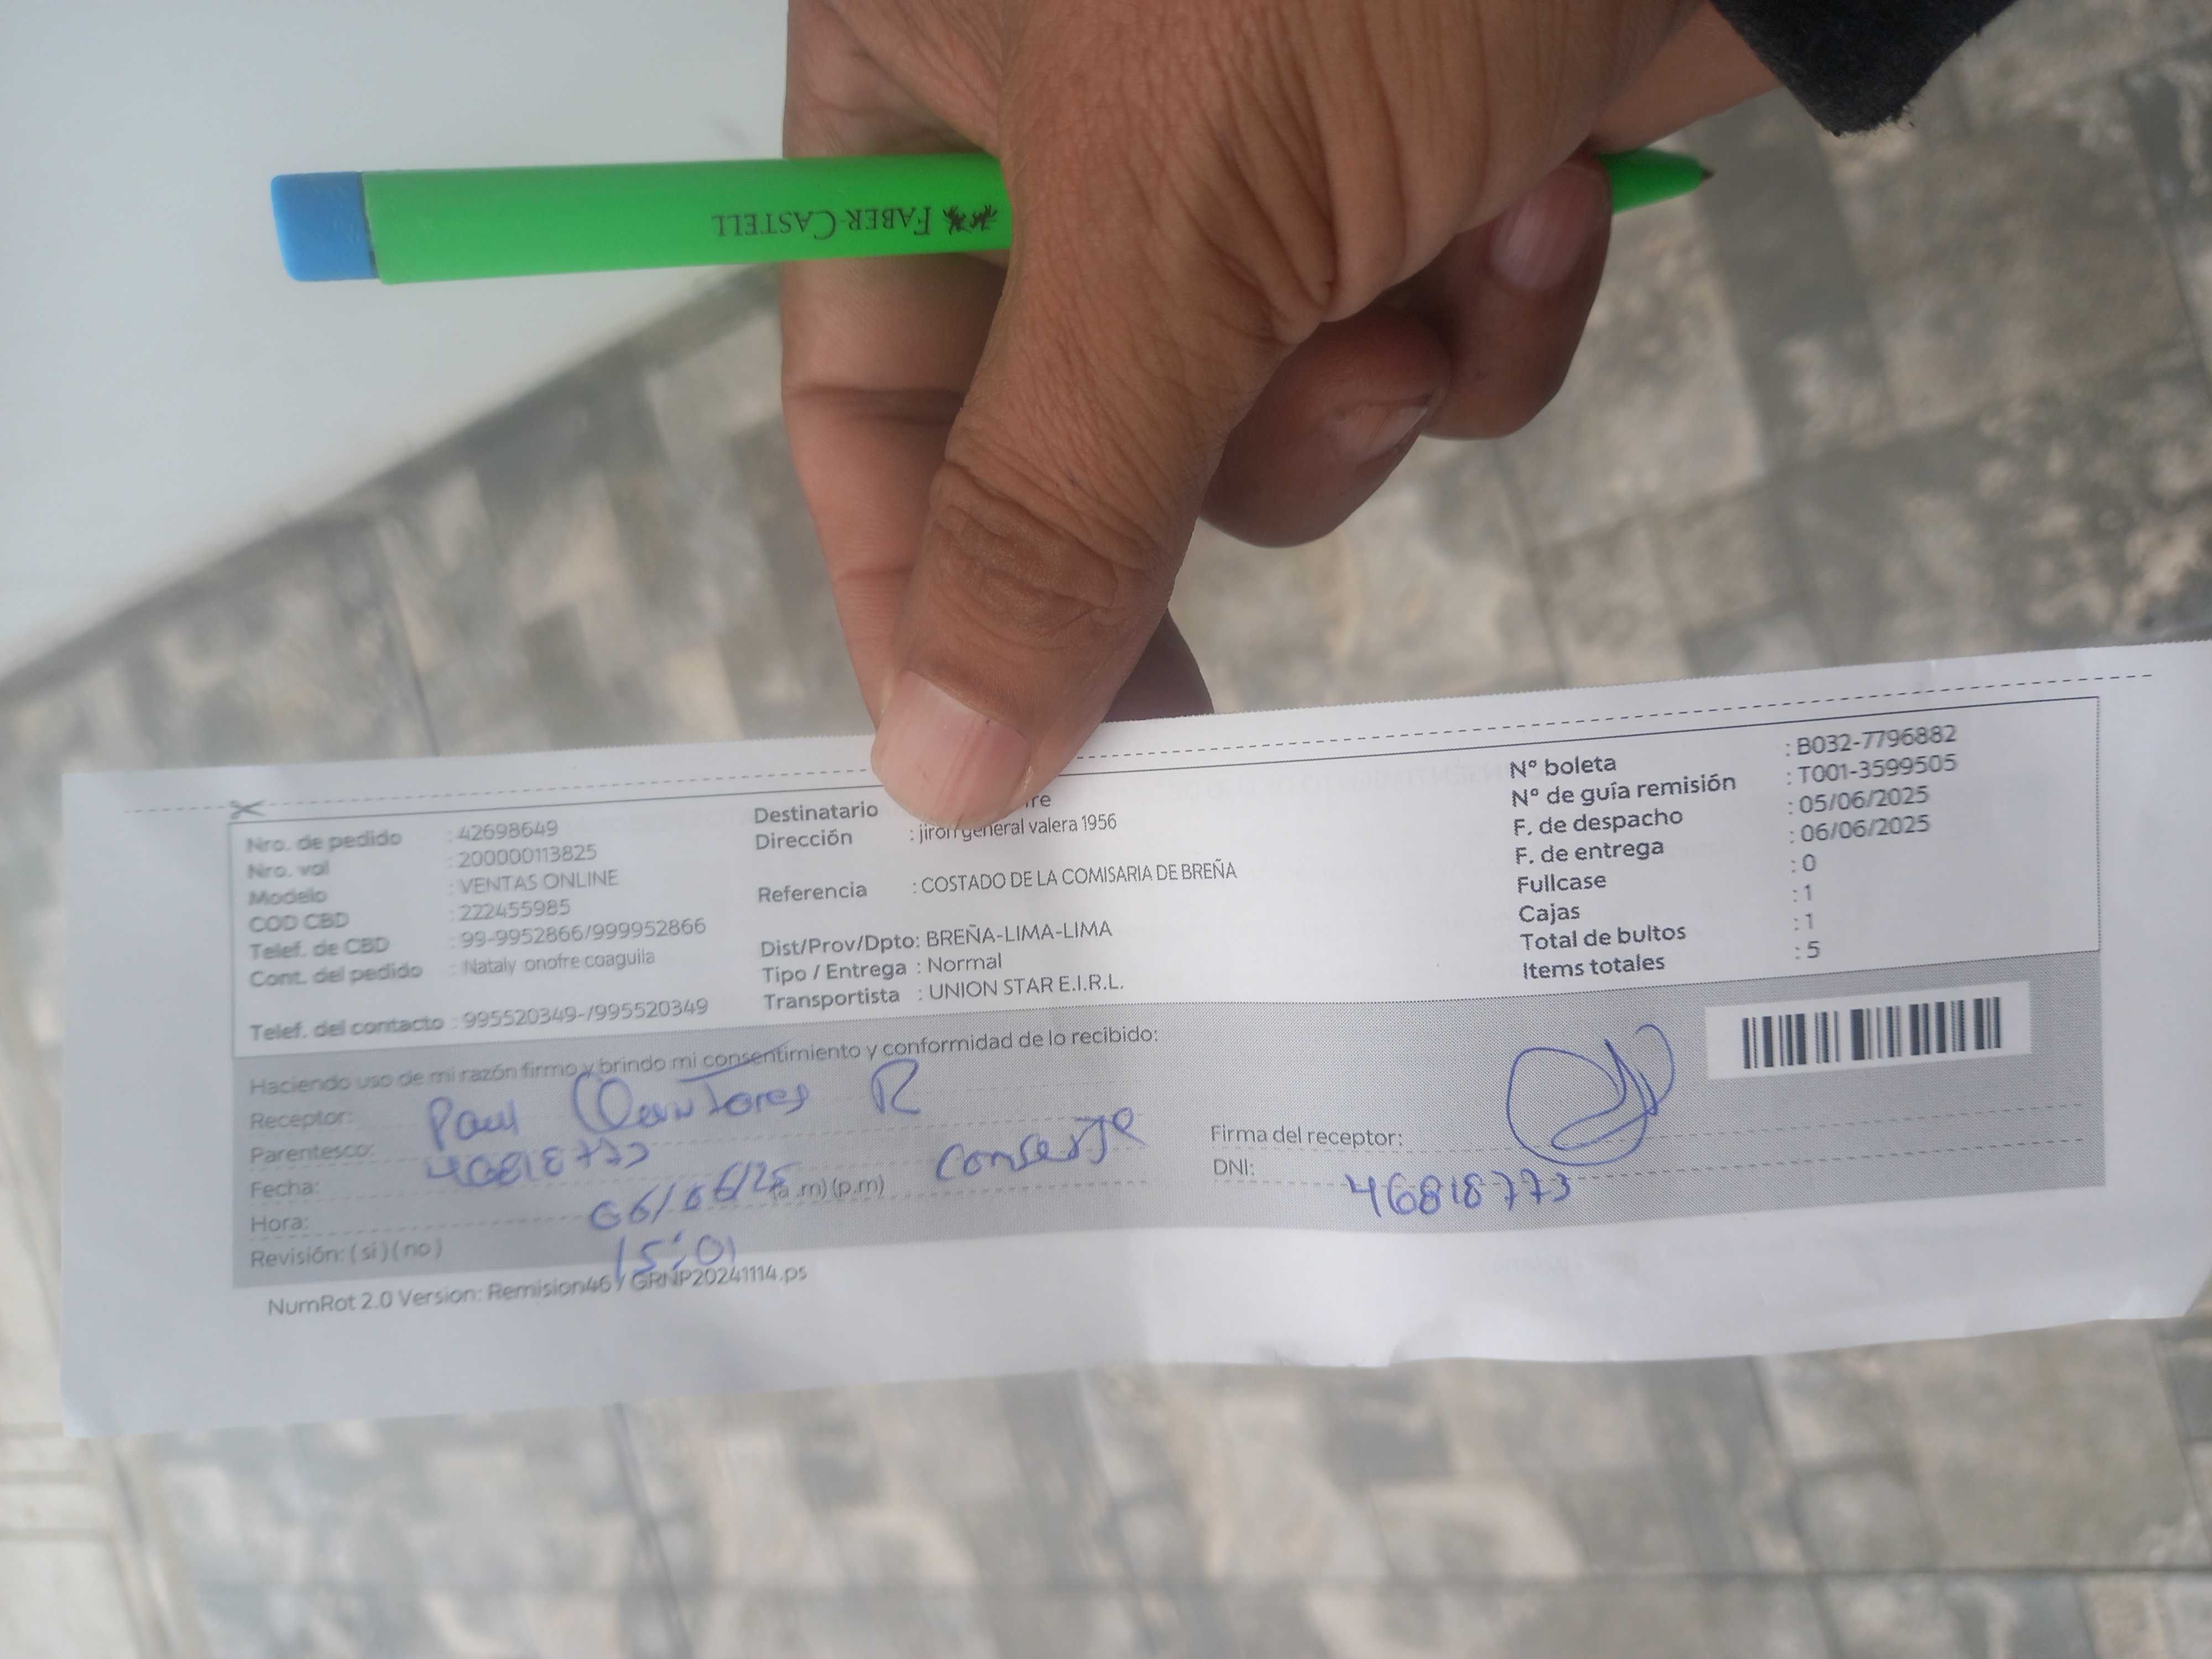 FABER-CASTELL
Nro. de pedido : 42698649
Nro. val : 200000113825
Modelo : VENTAS ONLINE
COD CBD : 222455985
Telef. de CBD : 99-9952866/999952866
Cont. del pedido : Nataly onofre coaguila
Telef. del contacto : 995520349-/995520349
Destinatario
Dirección : jiron general valera 1956
Referencia : COSTADO DE LA COMISARIA DE BREÑA
Dist/Prov/Dpto: BREÑA-LIMA-LIMA
Tipo / Entrega : Normal
Transportista : UNION STAR E.I.R.L.
N° boleta : B032-7796882
N° de guía remisión : T001-3599505
F. de despacho : 05/06/2025
F. de entrega : 06/06/2025
Fullcase : 0
Cajas : 1
Total de bultos : 1
Items totales : 5
Haciendo uso de mi razón firmo y brindo mi consentimiento y conformidad de lo recibido:
Receptor: Paul R
Parentesco: 46818773
Conserje
Fecha: 06/06/25
Hora: (a.m) (p.m)
15:01
Revisión: ( si ) ( no )
Firma del receptor:
DNI: 46818773
NumRot 2.0 Version: Remision46 / GRNP20241114.ps